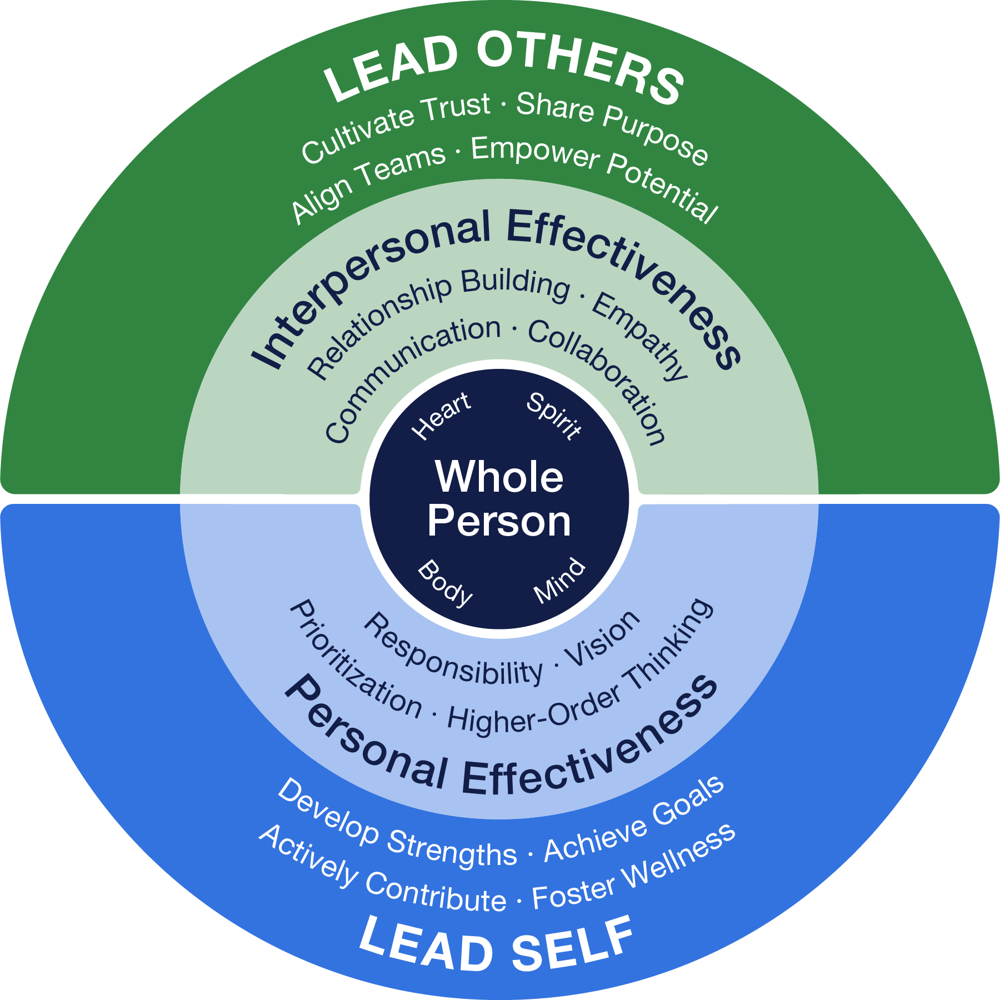 LEAD OTHERS
Cultivate Trust · Share Purpose
Align Teams · Empower Potential
Interpersonal Effectiveness
Relationship Building · Empathy
Communication · Collaboration
Heart
Spirit
Whole
Person
Body
Mind
Responsibility · Vision
Prioritization · Higher-Order Thinking
Personal Effectiveness
Develop Strengths · Achieve Goals
Actively Contribute · Foster Wellness
LEAD SELF